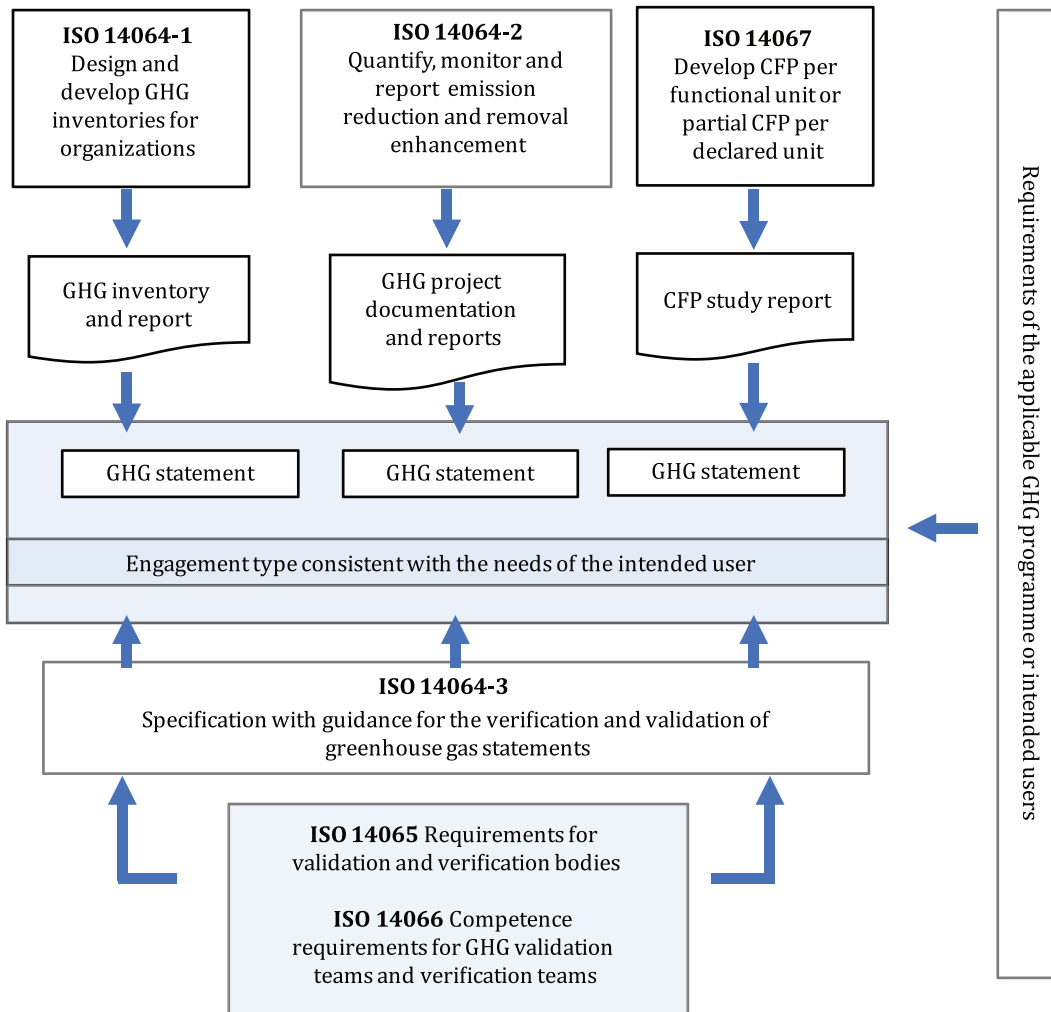 ISO 14064-1
Design and
develop GHG
inventories for
organizations
ISO 14064-2
Quantify, monitor and
report emission
reduction and removal
enhancement
ISO 14067
Develop CFP per
functional unit or
partial CFP per
declared unit
GHG inventory
and report
GHG project
documentation
and reports
CFP study report
GHG statement
GHG statement
GHG statement
Engagement type consistent with the needs of the intended user
ISO 14064-3
Specification with guidance for the verification and validation of
greenhouse gas statements
ISO 14065 Requirements for
validation and verification bodies
ISO 14066 Competence
requirements for GHG validation
teams and verification teams
Requirements of the applicable GHG programme or intended users